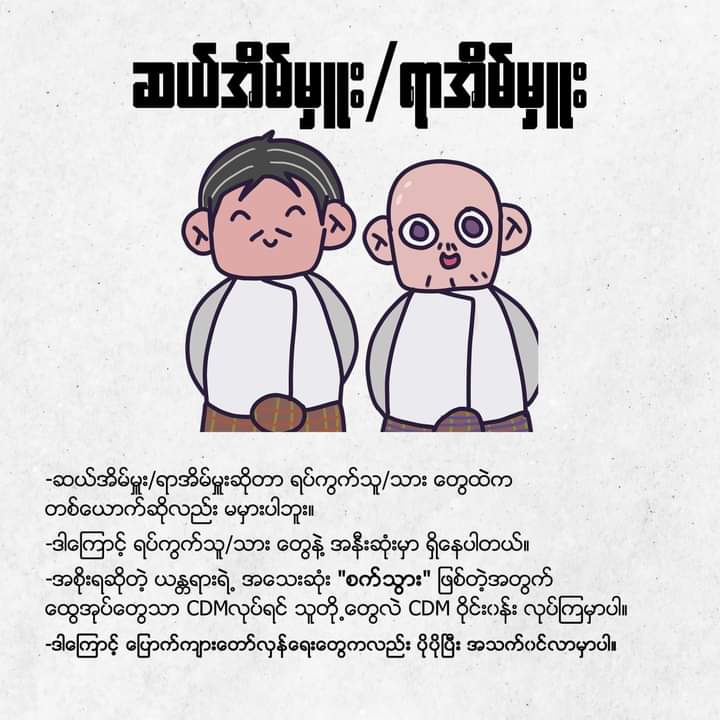 ဆယ်အိမ်မှူး/ရာအိမ်မှူး
-ဆယ်အိမ်မှူး/ရာအိမ်မှူးဆိုတာ ရပ်ကွက်သူ/သား တွေထဲက
တစ်ယောက်ဆိုလည်း မမှားပါဘူး။
-ဒါကြောင့် ရပ်ကွက်သူ/သား တွေနဲ့ အနီးဆုံးမှာ ရှိနေပါတယ်။
-အစိုးရဆိုတဲ့ ယန္တရားရဲ့ အသေးဆုံး "စက်သွား" ဖြစ်တဲ့အတွက်
ထွေအုပ်တွေသာ CDMလုပ်ရင် သူတို့တွေလဲ CDM ဝိုင်း၀န်း လုပ်ကြမှာပါ။
-ဒါကြောင့် ပြောက်ကျားတော်လှန်ရေးတွေကလည်း ပိုပိုပြီး အသက်၀င်လာမှာပါ။